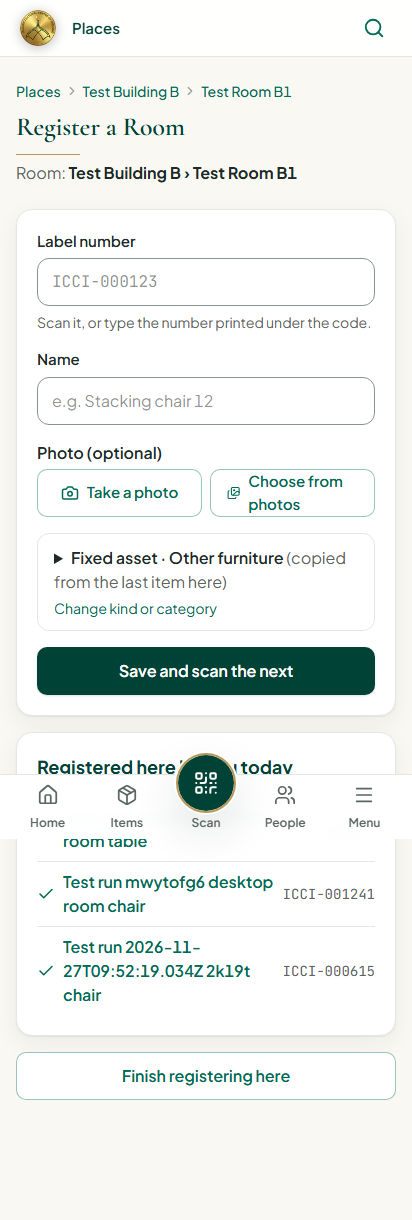 Places
Places > Test Building B > Test Room B1
Register a Room
Room: Test Building B › Test Room B1
Label number
ICCI-000123
Scan it, or type the number printed under the code.
Name
e.g. Stacking chair 12
Photo (optional)
Take a photo
Choose from
photos
Fixed asset · Other furniture (copied
from the last item here)
Change kind or category
Save and scan the next
Registered here today
Home
Items
Scan
People
Menu
room table
Test run mwytofg6 desktop
room chair
ICCI-001241
Test run 2026-11-
27T09:52:19.034Z 2k19t
chair
ICCI-000615
Finish registering here